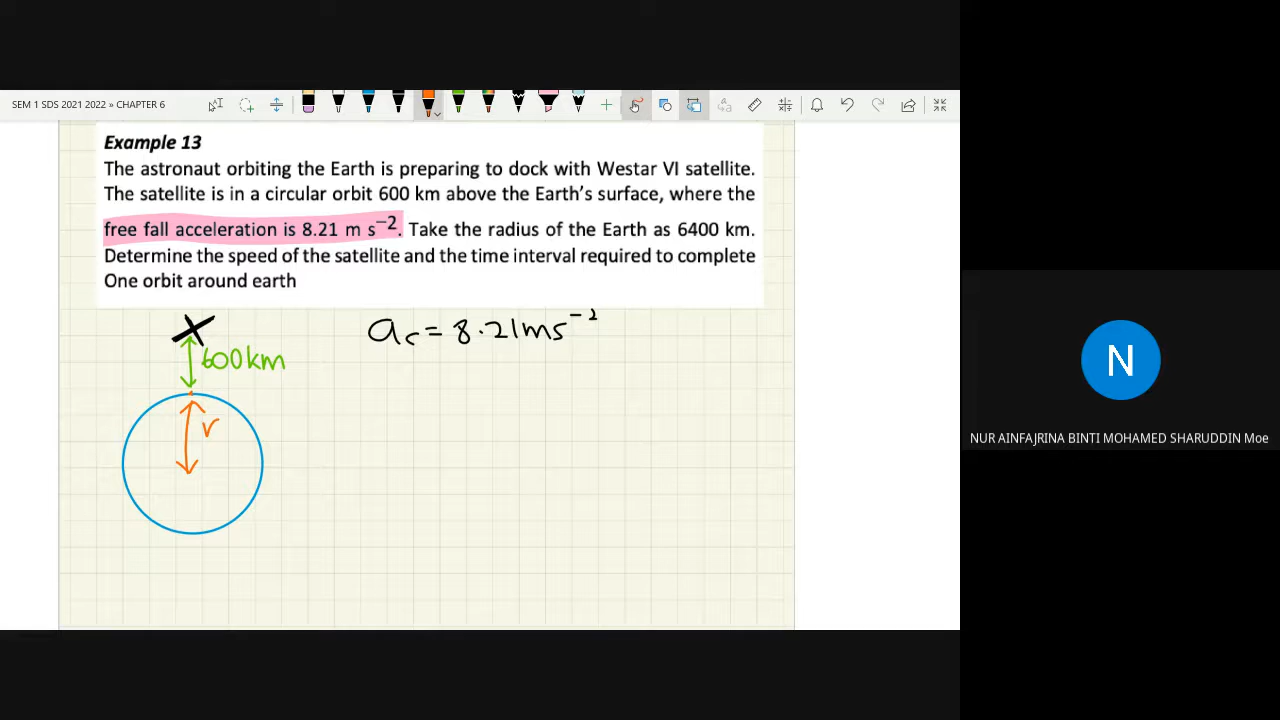 SEM 1 SDS 2021 2022 » CHAPTER 6
Example 13
The astronaut orbiting the Earth is preparing to dock with Westar VI satellite.
The satellite is in a circular orbit 600 km above the Earth's surface, where the
free fall acceleration is 8.21 m s⁻². Take the radius of the Earth as 6400 km.
Determine the speed of the satellite and the time interval required to complete
One orbit around earth
a_c = 8.21ms⁻²
600km
r
N
NUR AINFAJRINA BINTI MOHAMED SHARUDDIN Moe